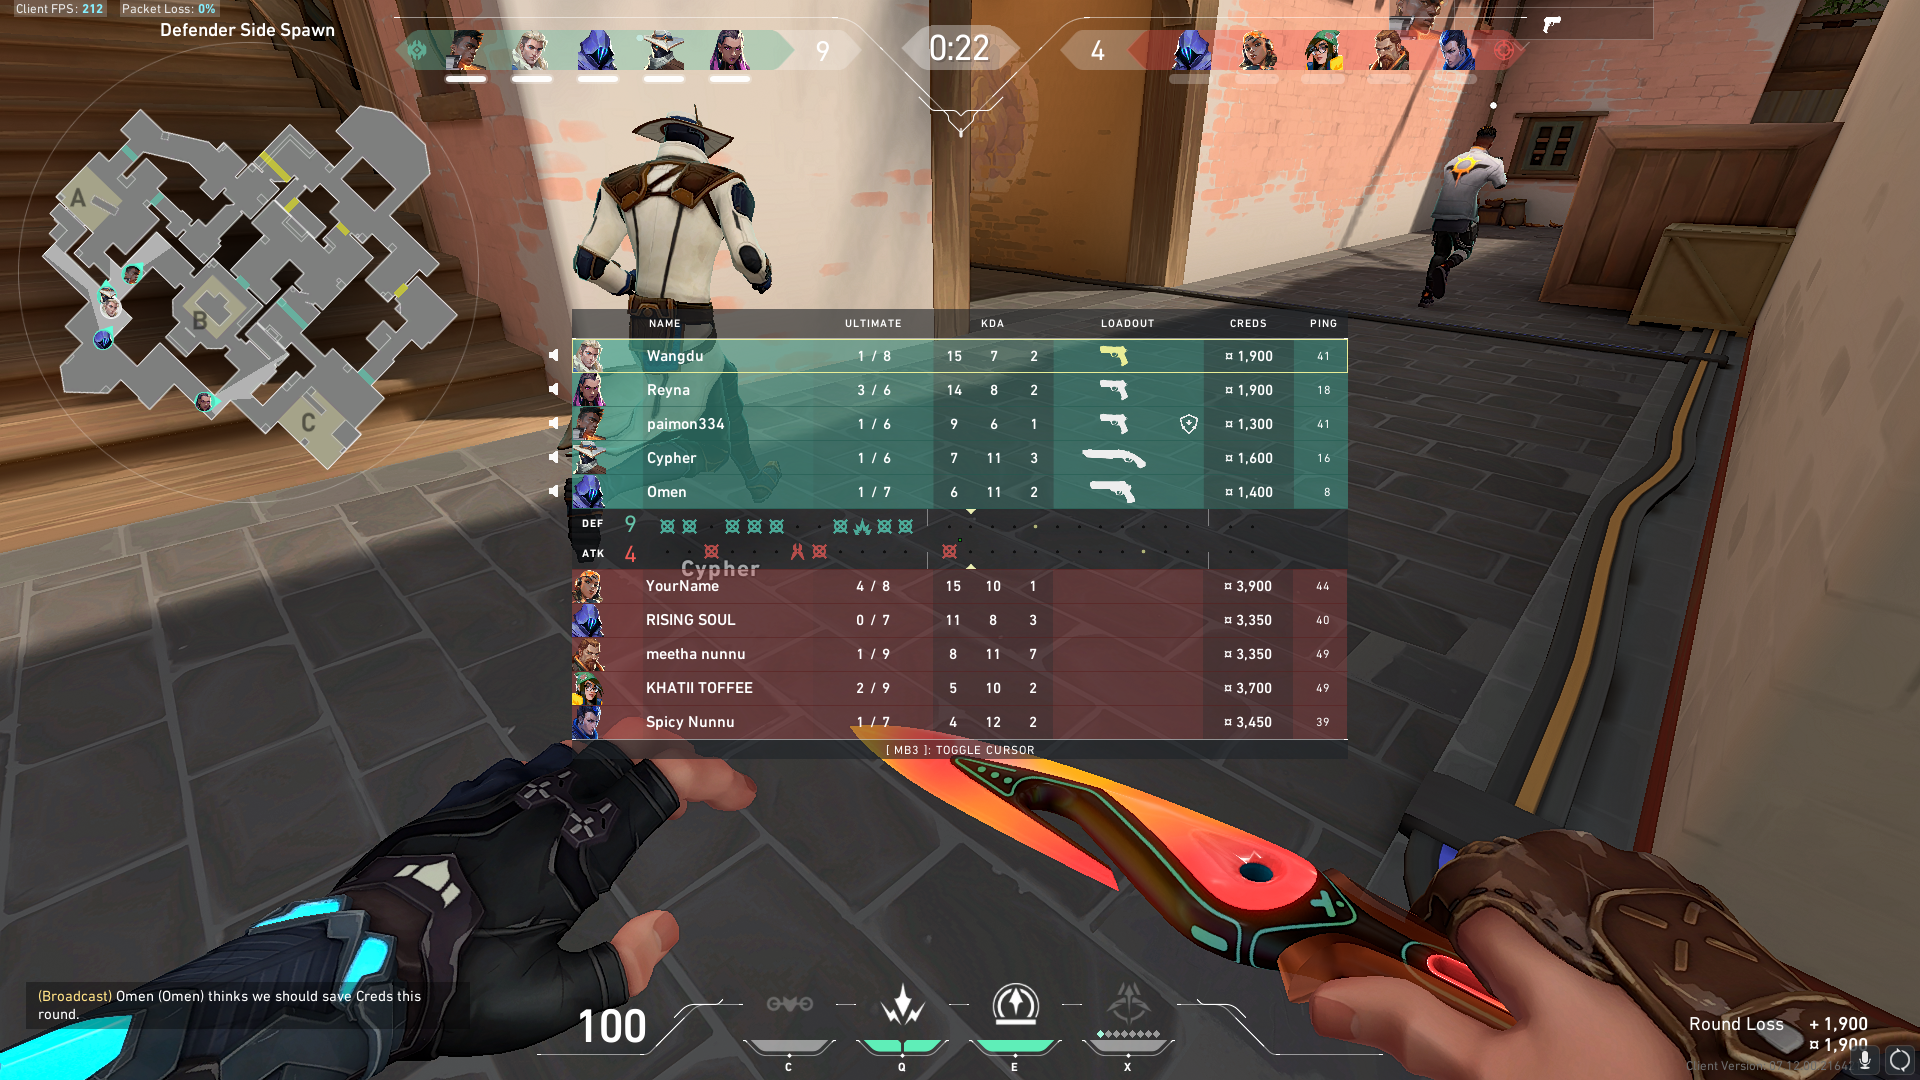 Client FPS: 212 Packet Loss: 0%
Defender Side Spawn
9 0:22 4
A
B
C
NAME ULTIMATE KDA LOADOUT CREDS PING
Wangdu 1 / 8 15 7 2 ¤ 1,900 41
Reyna 3 / 6 14 8 2 ¤ 1,900 18
paimon334 1 / 6 9 6 1 ¤ 1,300 41
Cypher 1 / 6 7 11 3 ¤ 1,600 16
Omen 1 / 7 6 11 2 ¤ 1,400 8
DEF 9
ATK 4
Cypher
YourName 4 / 8 15 10 1 ¤ 3,900 44
RISING SOUL 0 / 7 11 8 3 ¤ 3,350 40
meetha nunnu 1 / 9 8 11 7 ¤ 3,350 49
KHATII TOFFEE 2 / 9 5 10 2 ¤ 3,700 49
Spicy Nunnu 1 / 7 4 12 2 ¤ 3,450 39
[ MB3 ]: TOGGLE CURSOR
(Broadcast) Omen (Omen) thinks we should save Creds this
round.
100
C Q E X
Round Loss + 1,900
¤ 1,900
Client Version: